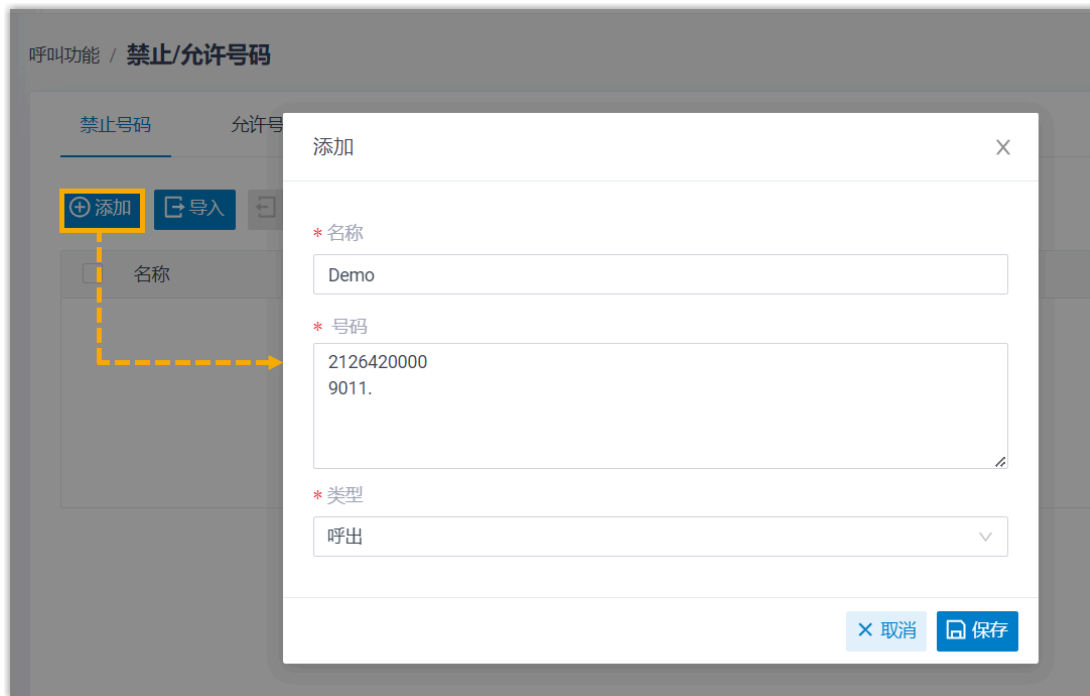 呼叫功能 / 禁止/允许号码
禁止号码 允许号
添加 导入
名称
添加
* 名称
Demo
* 号码
2126420000
9011.
* 类型
呼出
取消 保存